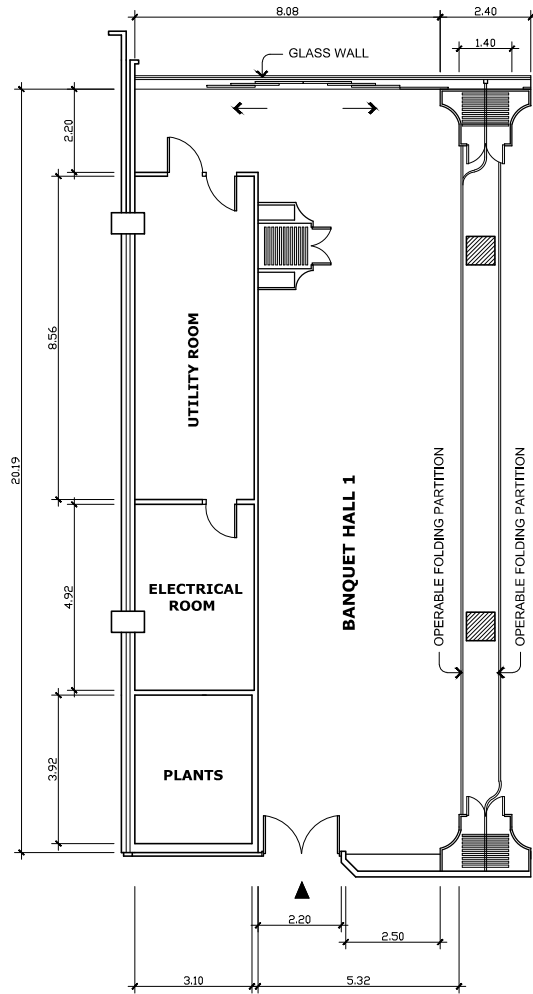 8.08
2.40
1.40
GLASS WALL
2.20
8.56
20.19
UTILITY ROOM
BANQUET HALL 1
OPERABLE FOLDING PARTITION
OPERABLE FOLDING PARTITION
4.92
ELECTRICAL
ROOM
3.92
PLANTS
2.20
2.50
3.10
5.32